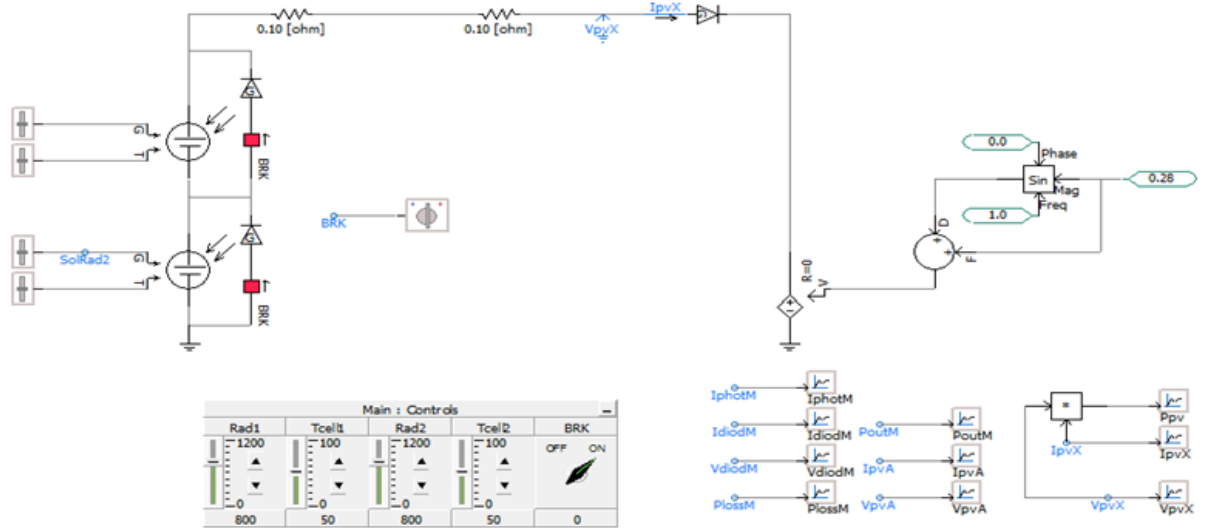 IpvX
0.10 [ohm]
0.10 [ohm]
VpvX
G
G
T
BRK
0.0
Phase
Sin
Mag
0.28
Freq
1.0
BRK
SolRad2
G
G
T
BRK
D
+
+
F
R=0
V
+
-
Main : Controls
Rad1
Tcell1
Rad2
Tcell2
BRK
1200
100
1200
100
OFF ON
0
0
0
0
800
50
800
50
0
IphotM
IphotM
IdiodM
IdiodM
PoutM
PoutM
VdiodM
VdiodM
IpvA
IpvA
PlossM
PlossM
VpvA
VpvA
*
Ppv
IpvX
IpvX
VpvX
VpvX